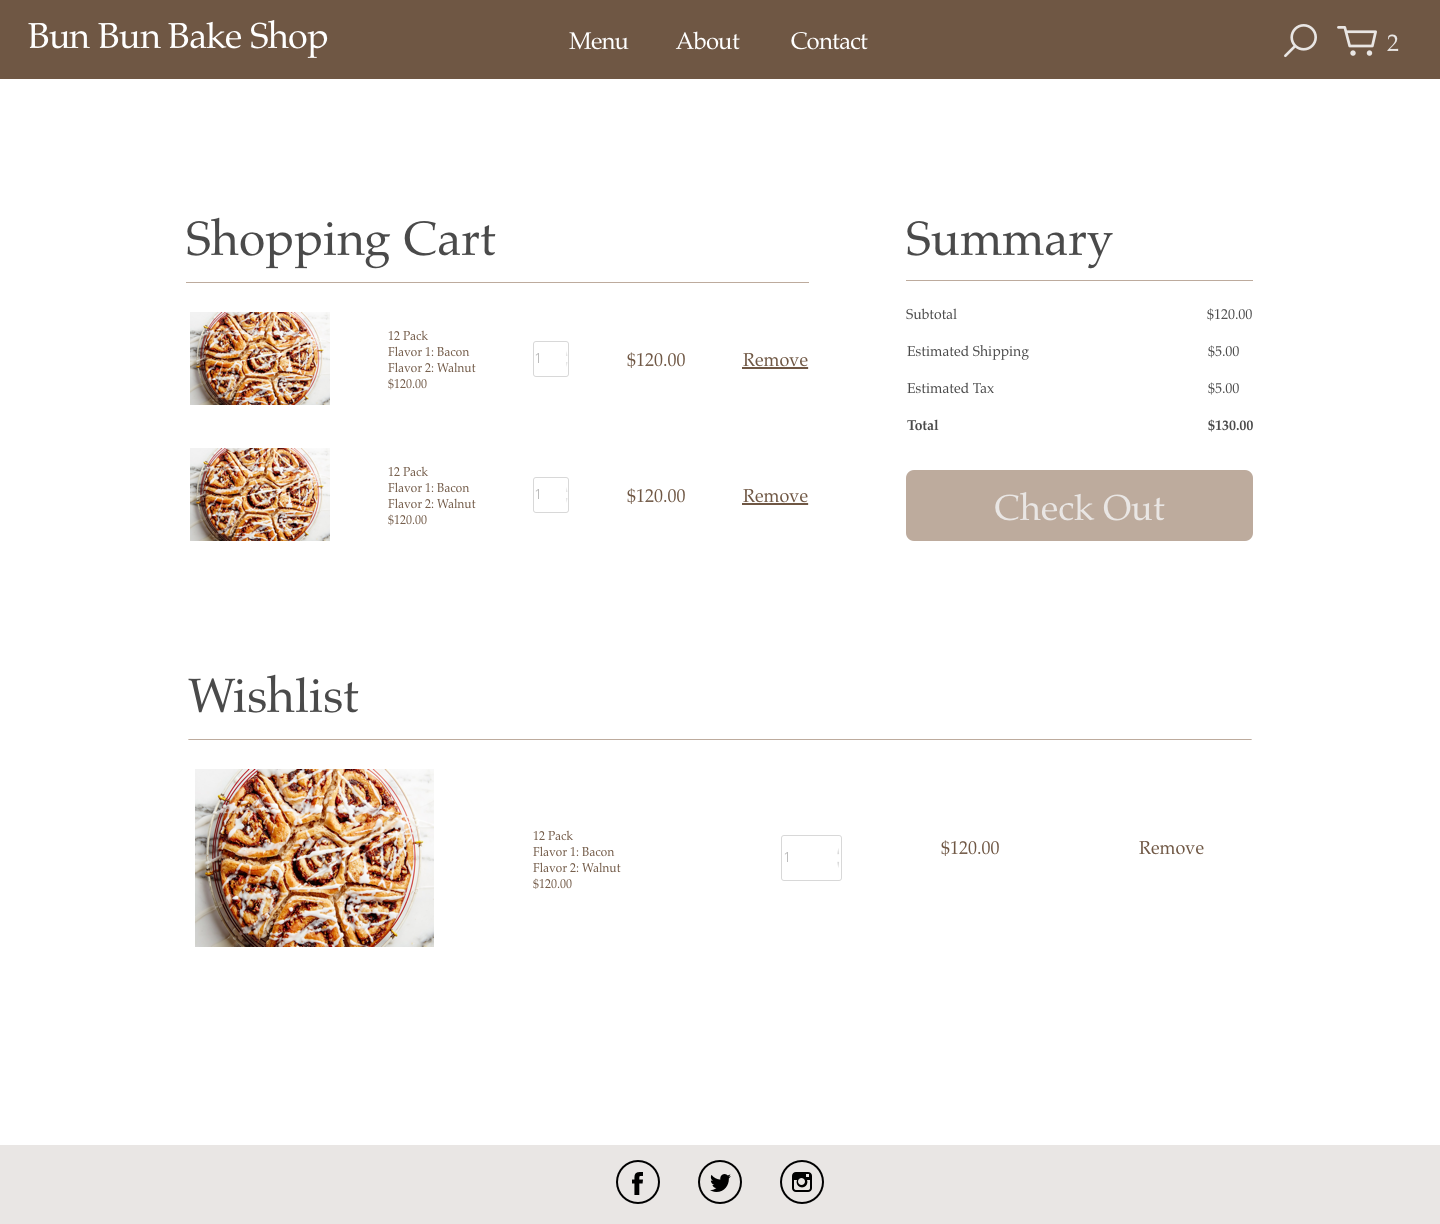 Bun Bun Bake Shop
Menu About Contact
2
Shopping Cart
12 Pack
Flavor 1: Bacon
Flavor 2: Walnut
$120.00
1
$120.00
Remove
12 Pack
Flavor 1: Bacon
Flavor 2: Walnut
$120.00
1
$120.00
Remove
Summary
Subtotal $120.00
Estimated Shipping $5.00
Estimated Tax $5.00
Total $130.00
Check Out
Wishlist
12 Pack
Flavor 1: Bacon
Flavor 2: Walnut
$120.00
1
$120.00
Remove